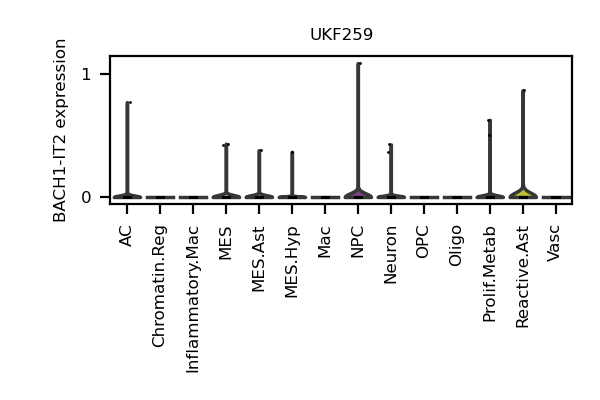 UKF259
BACH1-IT2 expression
1
0
AC
Chromatin.Reg
Inflammatory.Mac
MES
MES.Ast
MES.Hyp
Mac
NPC
Neuron
OPC
Oligo
Prolif.Metab
Reactive.Ast
Vasc